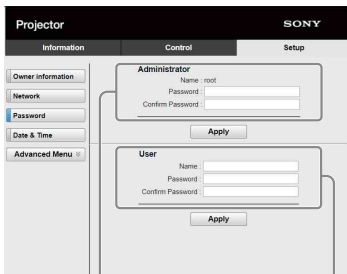 Projector
SONY
Information
Control
Setup
Owner information
Network
Password
Date & Time
Advanced Menu
Administrator
Name : root
Password :
Confirm Password :
Apply
User
Name :
Password :
Confirm Password :
Apply